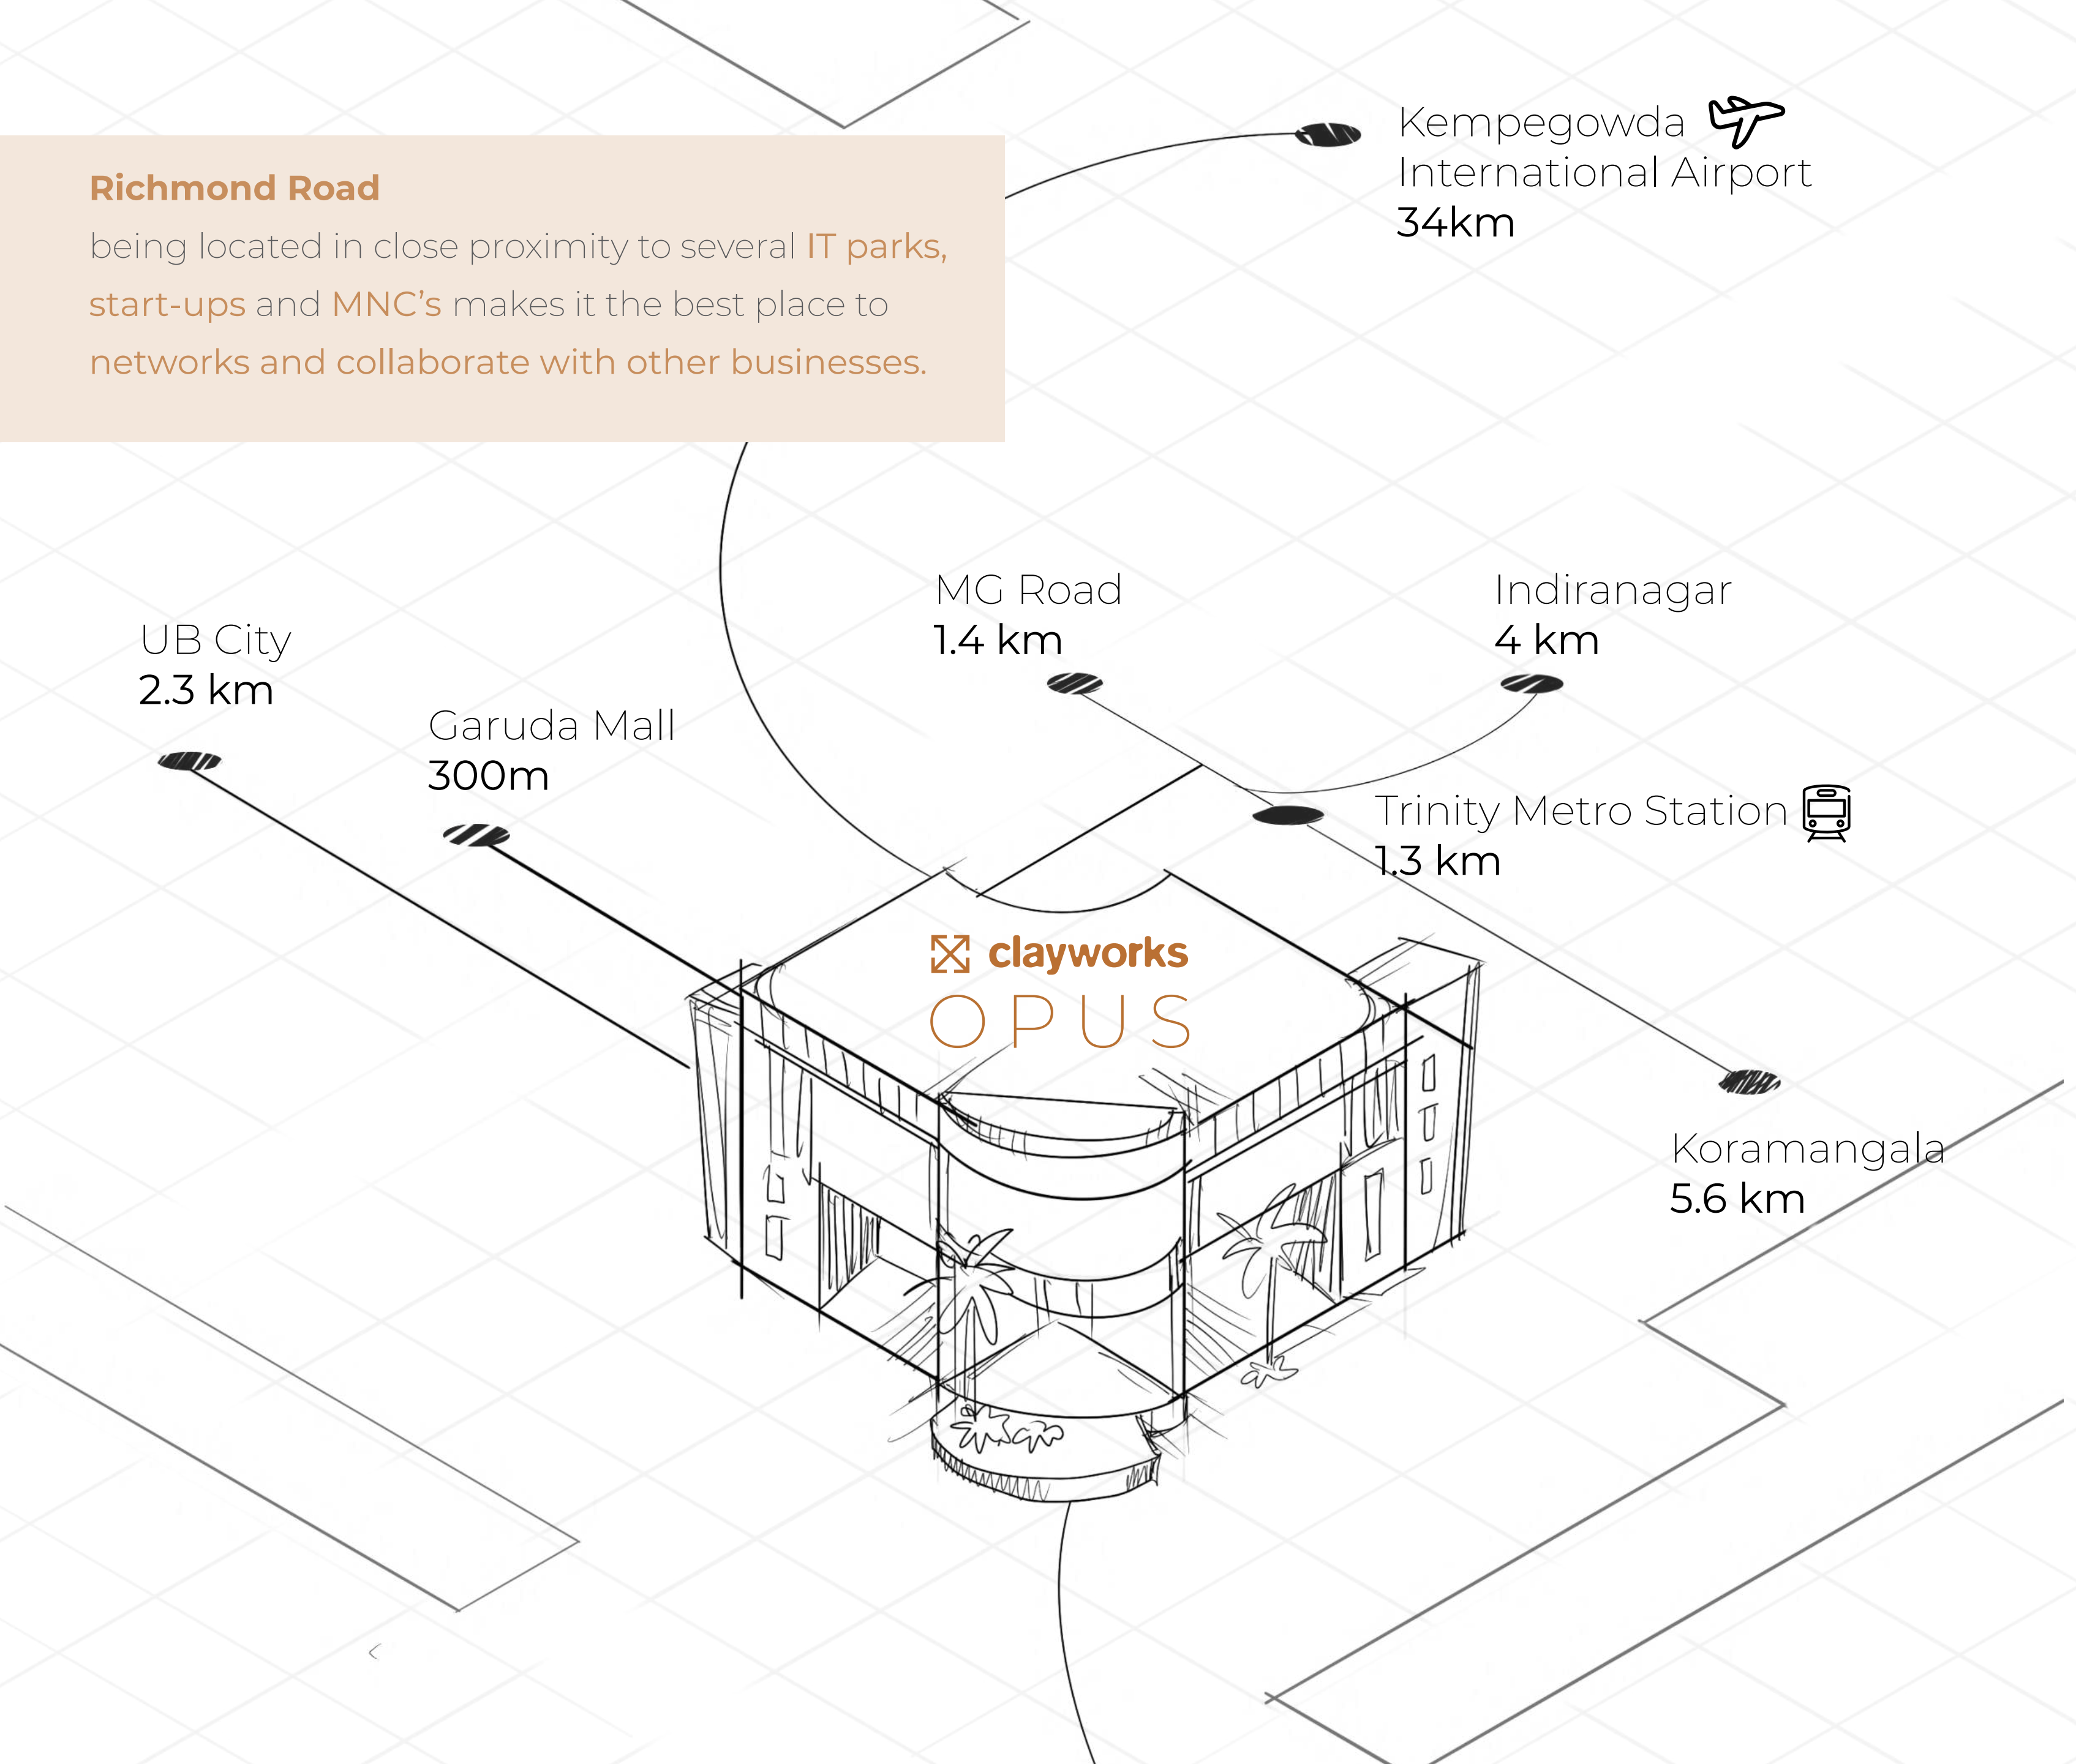 Kempegowda
International Airport
34km
Richmond Road
being located in close proximity to several IT parks,
start-ups and MNC's makes it the best place to
networks and collaborate with other businesses.
MG Road
1.4 km
Indiranagar
4 km
UB City
2.3 km
Garuda Mall
300m
Trinity Metro Station
1.3 km
clayworks
OPUS
Koramangala
5.6 km